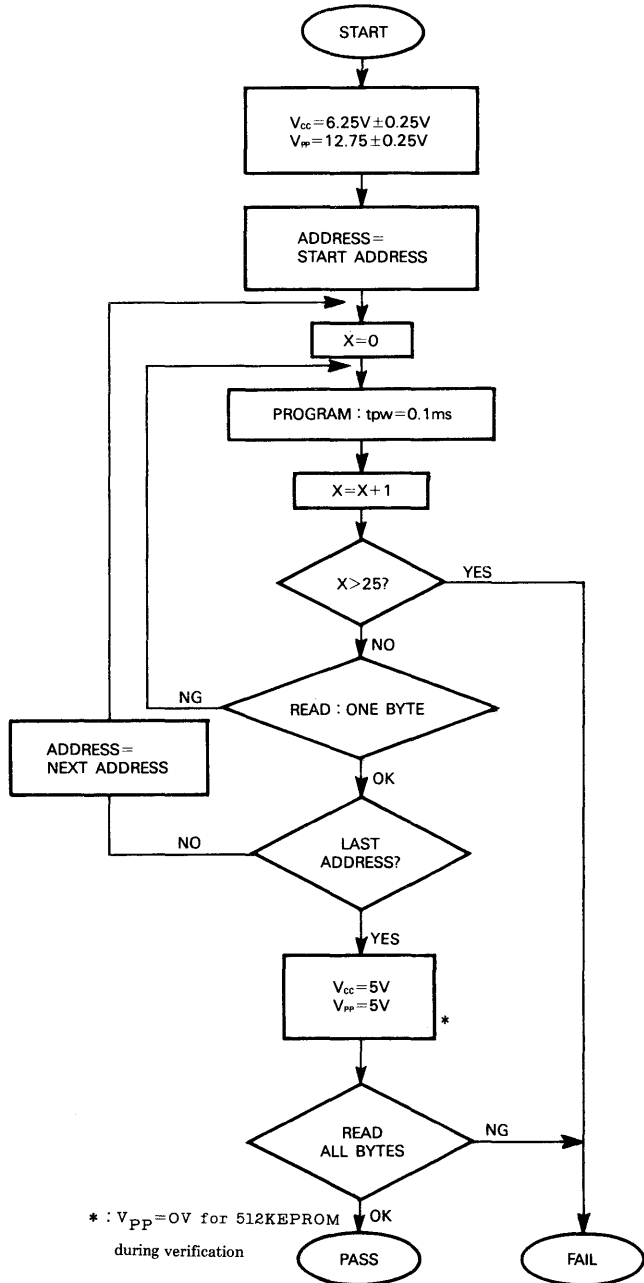 START
Vcc=6.25V±0.25V
VPP=12.75±0.25V
ADDRESS=
START ADDRESS
X=0
PROGRAM : tpw=0.1ms
X=X+1
X>25?
YES
NO
NG
READ : ONE BYTE
ADDRESS=
NEXT ADDRESS
OK
NO
LAST
ADDRESS?
YES
Vcc=5V
VPP=5V
*
READ
ALL BYTES
NG
* : VPP=0V for 512KEPROM
during verification
OK
PASS
FAIL